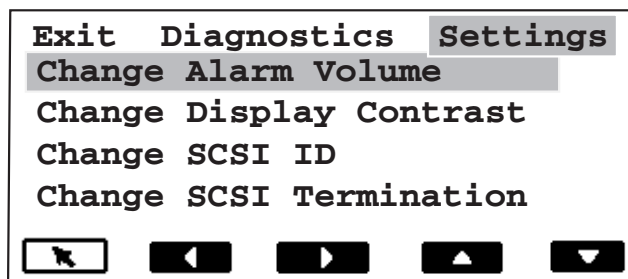 Exit Diagnostics Settings
Change Alarm Volume
Change Display Contrast
Change SCSI ID
Change SCSI Termination